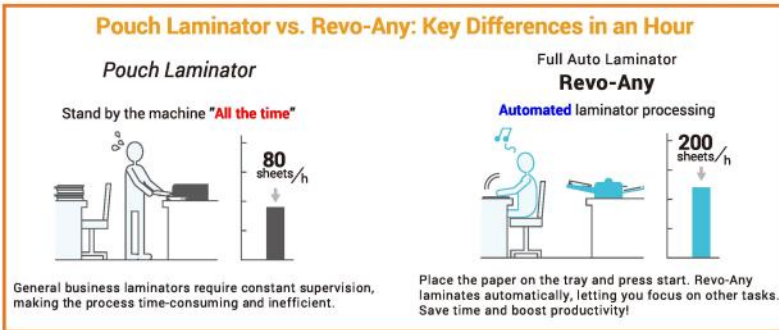 Pouch Laminator vs. Revo-Any: Key Differences in an Hour
Pouch Laminator
Stand by the machine "All the time"
80
sheets/h
General business laminators require constant supervision,
making the process time-consuming and inefficient.
Full Auto Laminator
Revo-Any
Automated laminator processing
200
sheets/h
Place the paper on the tray and press start. Revo-Any
laminates automatically, letting you focus on other tasks.
Save time and boost productivity!